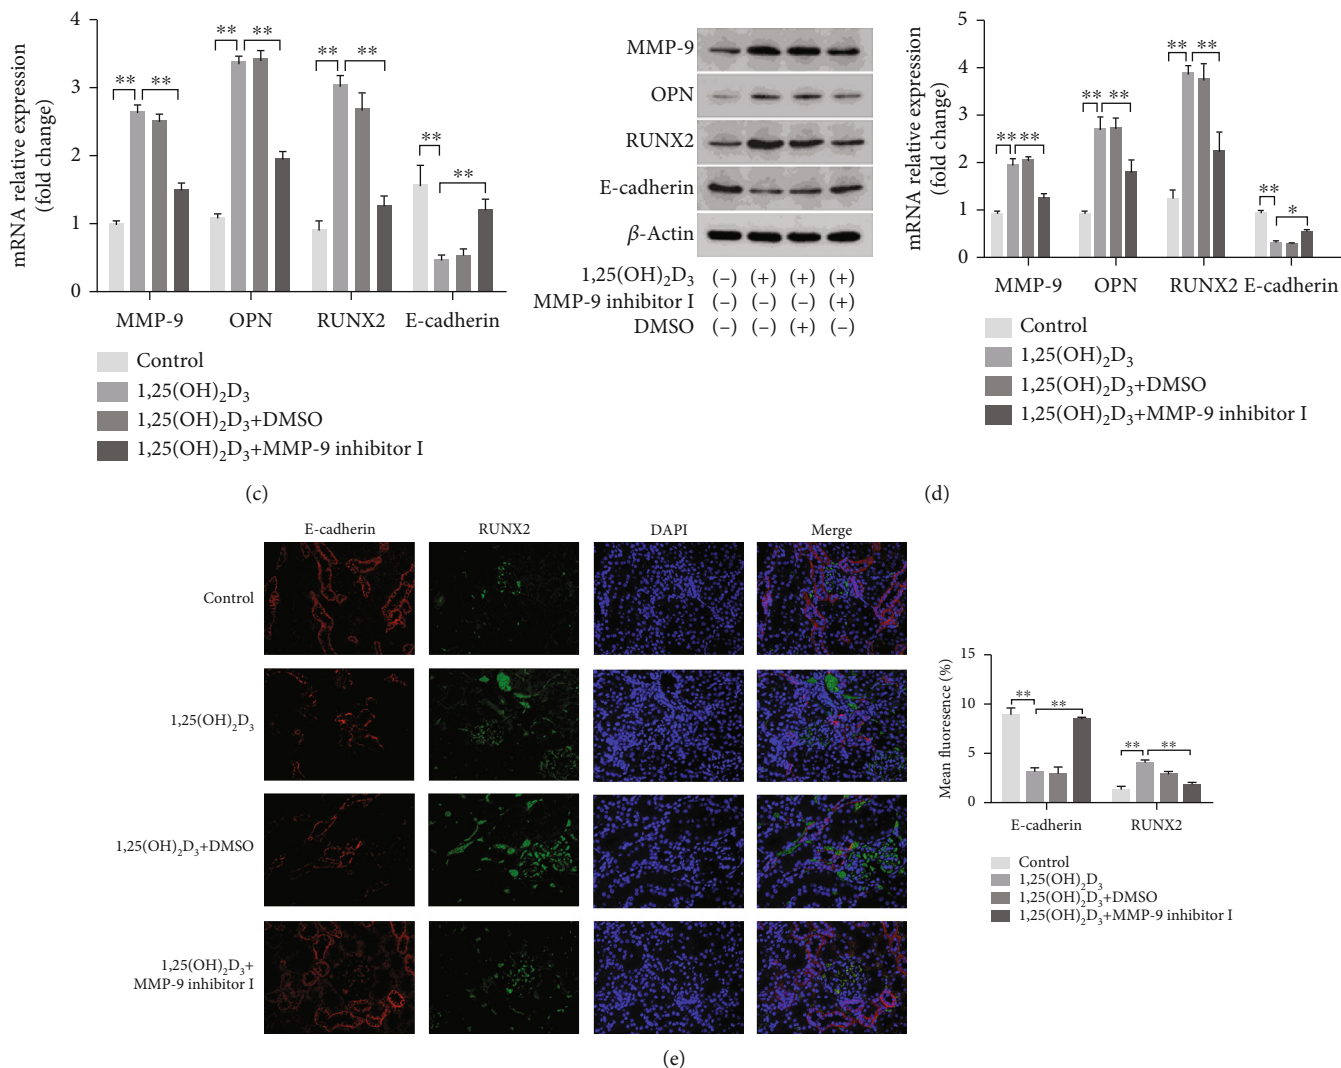 mRNA relative expression
(fold change)
4
3
2
1
0
** ** ** ** ** ** ** **
MMP-9 OPN RUNX2 E-cadherin
Control
1,25(OH)₂D₃
1,25(OH)₂D₃+DMSO
1,25(OH)₂D₃+MMP-9 inhibitor I
(c)
MMP-9
OPN
RUNX2
E-cadherin
β-Actin
1,25(OH)₂D₃ (–) (+) (+) (+)
MMP-9 inhibitor I (–) (–) (–) (+)
DMSO (–) (–) (+) (–)
mRNA relative expression
(fold change)
5
4
3
2
1
0
** ** ** ** ** ** ** *
MMP-9 OPN RUNX2 E-cadherin
Control
1,25(OH)₂D₃
1,25(OH)₂D₃+DMSO
1,25(OH)₂D₃+MMP-9 inhibitor I
(d)
E-cadherin RUNX2 DAPI Merge
Control
1,25(OH)₂D₃
1,25(OH)₂D₃+DMSO
1,25(OH)₂D₃+
MMP-9 inhibitor I
Mean fluoresence (%)
15
10
5
0
** ** ** **
E-cadherin RUNX2
Control
1,25(OH)₂D₃
1,25(OH)₂D₃+DMSO
1,25(OH)₂D₃+MMP-9 inhibitor I
(e)